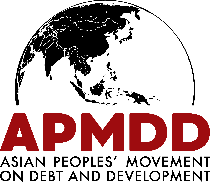 APMDD
ASIAN PEOPLES' MOVEMENT
ON DEBT AND DEVELOPMENT